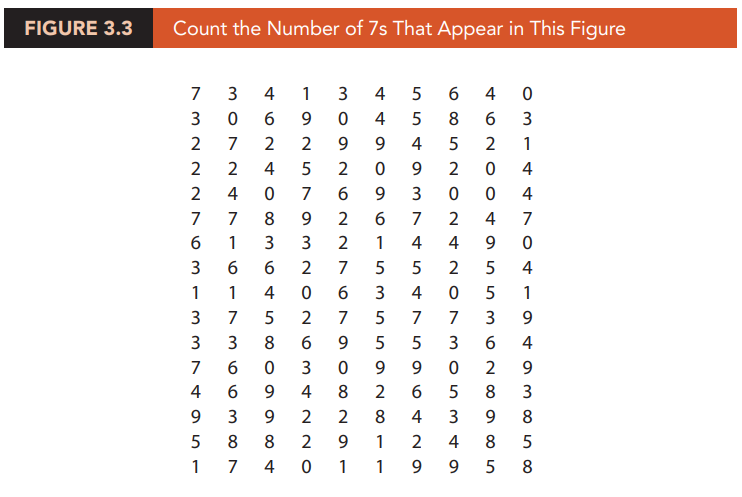 FIGURE 3.3 Count the Number of 7s That Appear in This Figure
7 3 4 1 3 4 5 6 4 0
3 0 6 9 0 4 5 8 6 3
2 7 2 2 9 9 4 5 2 1
2 2 4 5 2 0 9 2 0 4
2 4 0 7 6 9 3 0 0 4
7 7 8 9 2 6 7 2 4 7
6 1 3 3 2 1 4 4 9 0
3 6 6 2 7 5 5 2 5 4
1 1 4 0 6 3 4 0 5 1
3 7 5 2 7 5 7 7 3 9
3 3 8 6 9 5 5 3 6 4
7 6 0 3 0 9 9 0 2 9
4 6 9 4 8 2 6 5 8 3
9 3 9 2 2 8 4 3 9 8
5 8 8 2 9 1 2 4 8 5
1 7 4 0 1 1 9 9 5 8